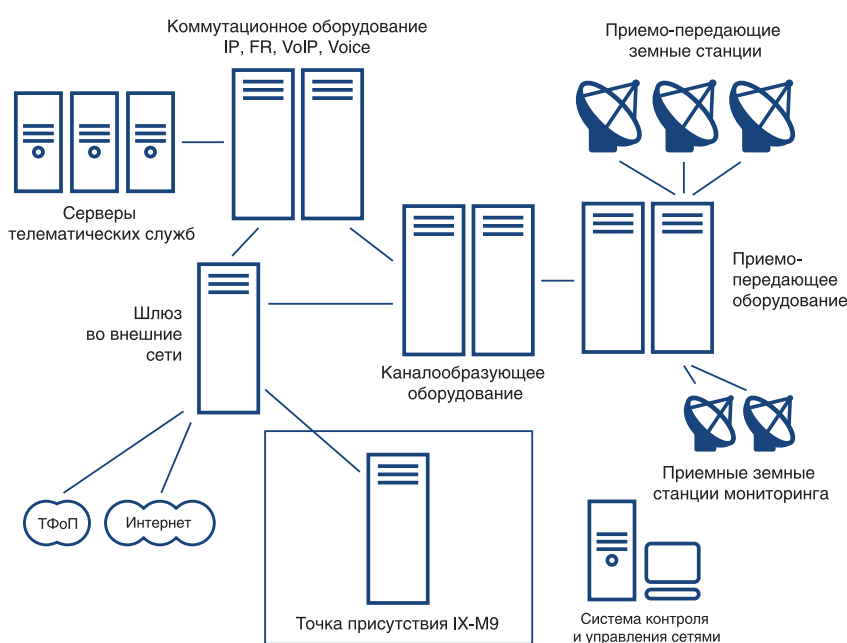 Коммутационное оборудование
IP, FR, VoIP, Voice
Приемо-передающие
земные станции
Серверы
телематических служб
Приемо-
передающее
оборудование
Шлюз
во внешние
сети
Каналообразующее
оборудование
Приемные земные
станции мониторинга
ТФоП
Интернет
Точка присутствия IX-M9
Система контроля
и управления сетями